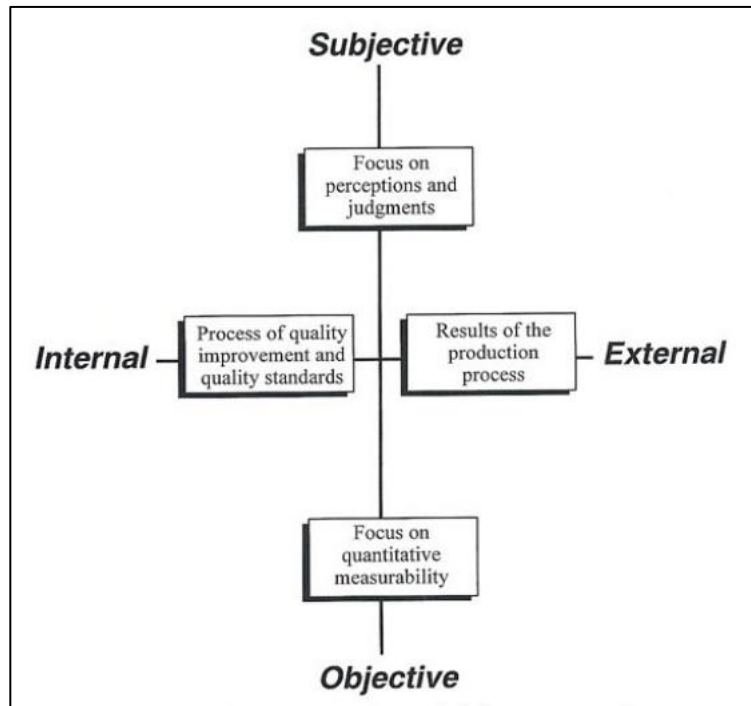 Subjective
Focus on
perceptions and
judgments
Internal
Process of quality
improvement and
quality standards
Results of the
production
process
External
Focus on
quantitative
measurability
Objective